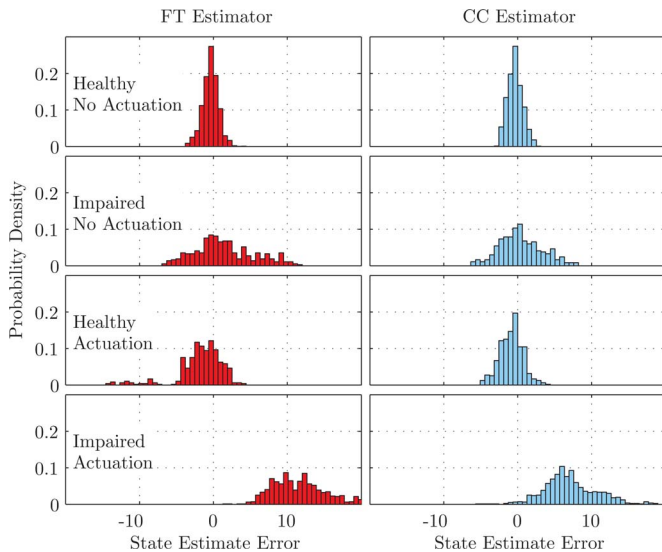 FT Estimator
CC Estimator
Probability Density
0.2
0.1
0
Healthy
No Actuation
0.2
0.1
0
Impaired
No Actuation
0.2
0.1
0
Healthy
Actuation
0.2
0.1
0
Impaired
Actuation
-10
0
10
-10
0
10
State Estimate Error
State Estimate Error